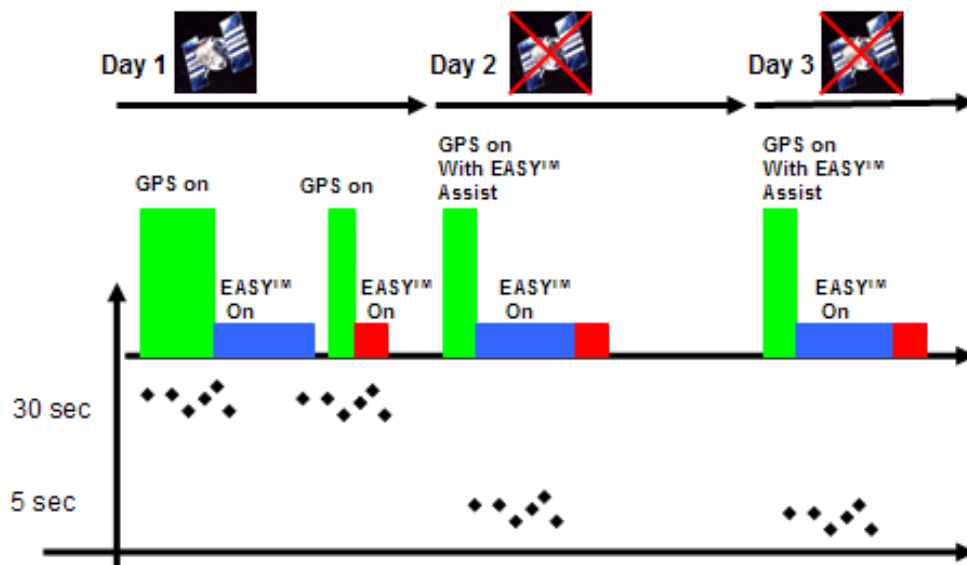 Day 1
Day 2
Day 3
GPS on
GPS on
GPS on
With EASY™
Assist
GPS on
With EASY™
Assist
EASY™
On
EASY™
On
EASY™
On
EASY™
On
30 sec
5 sec